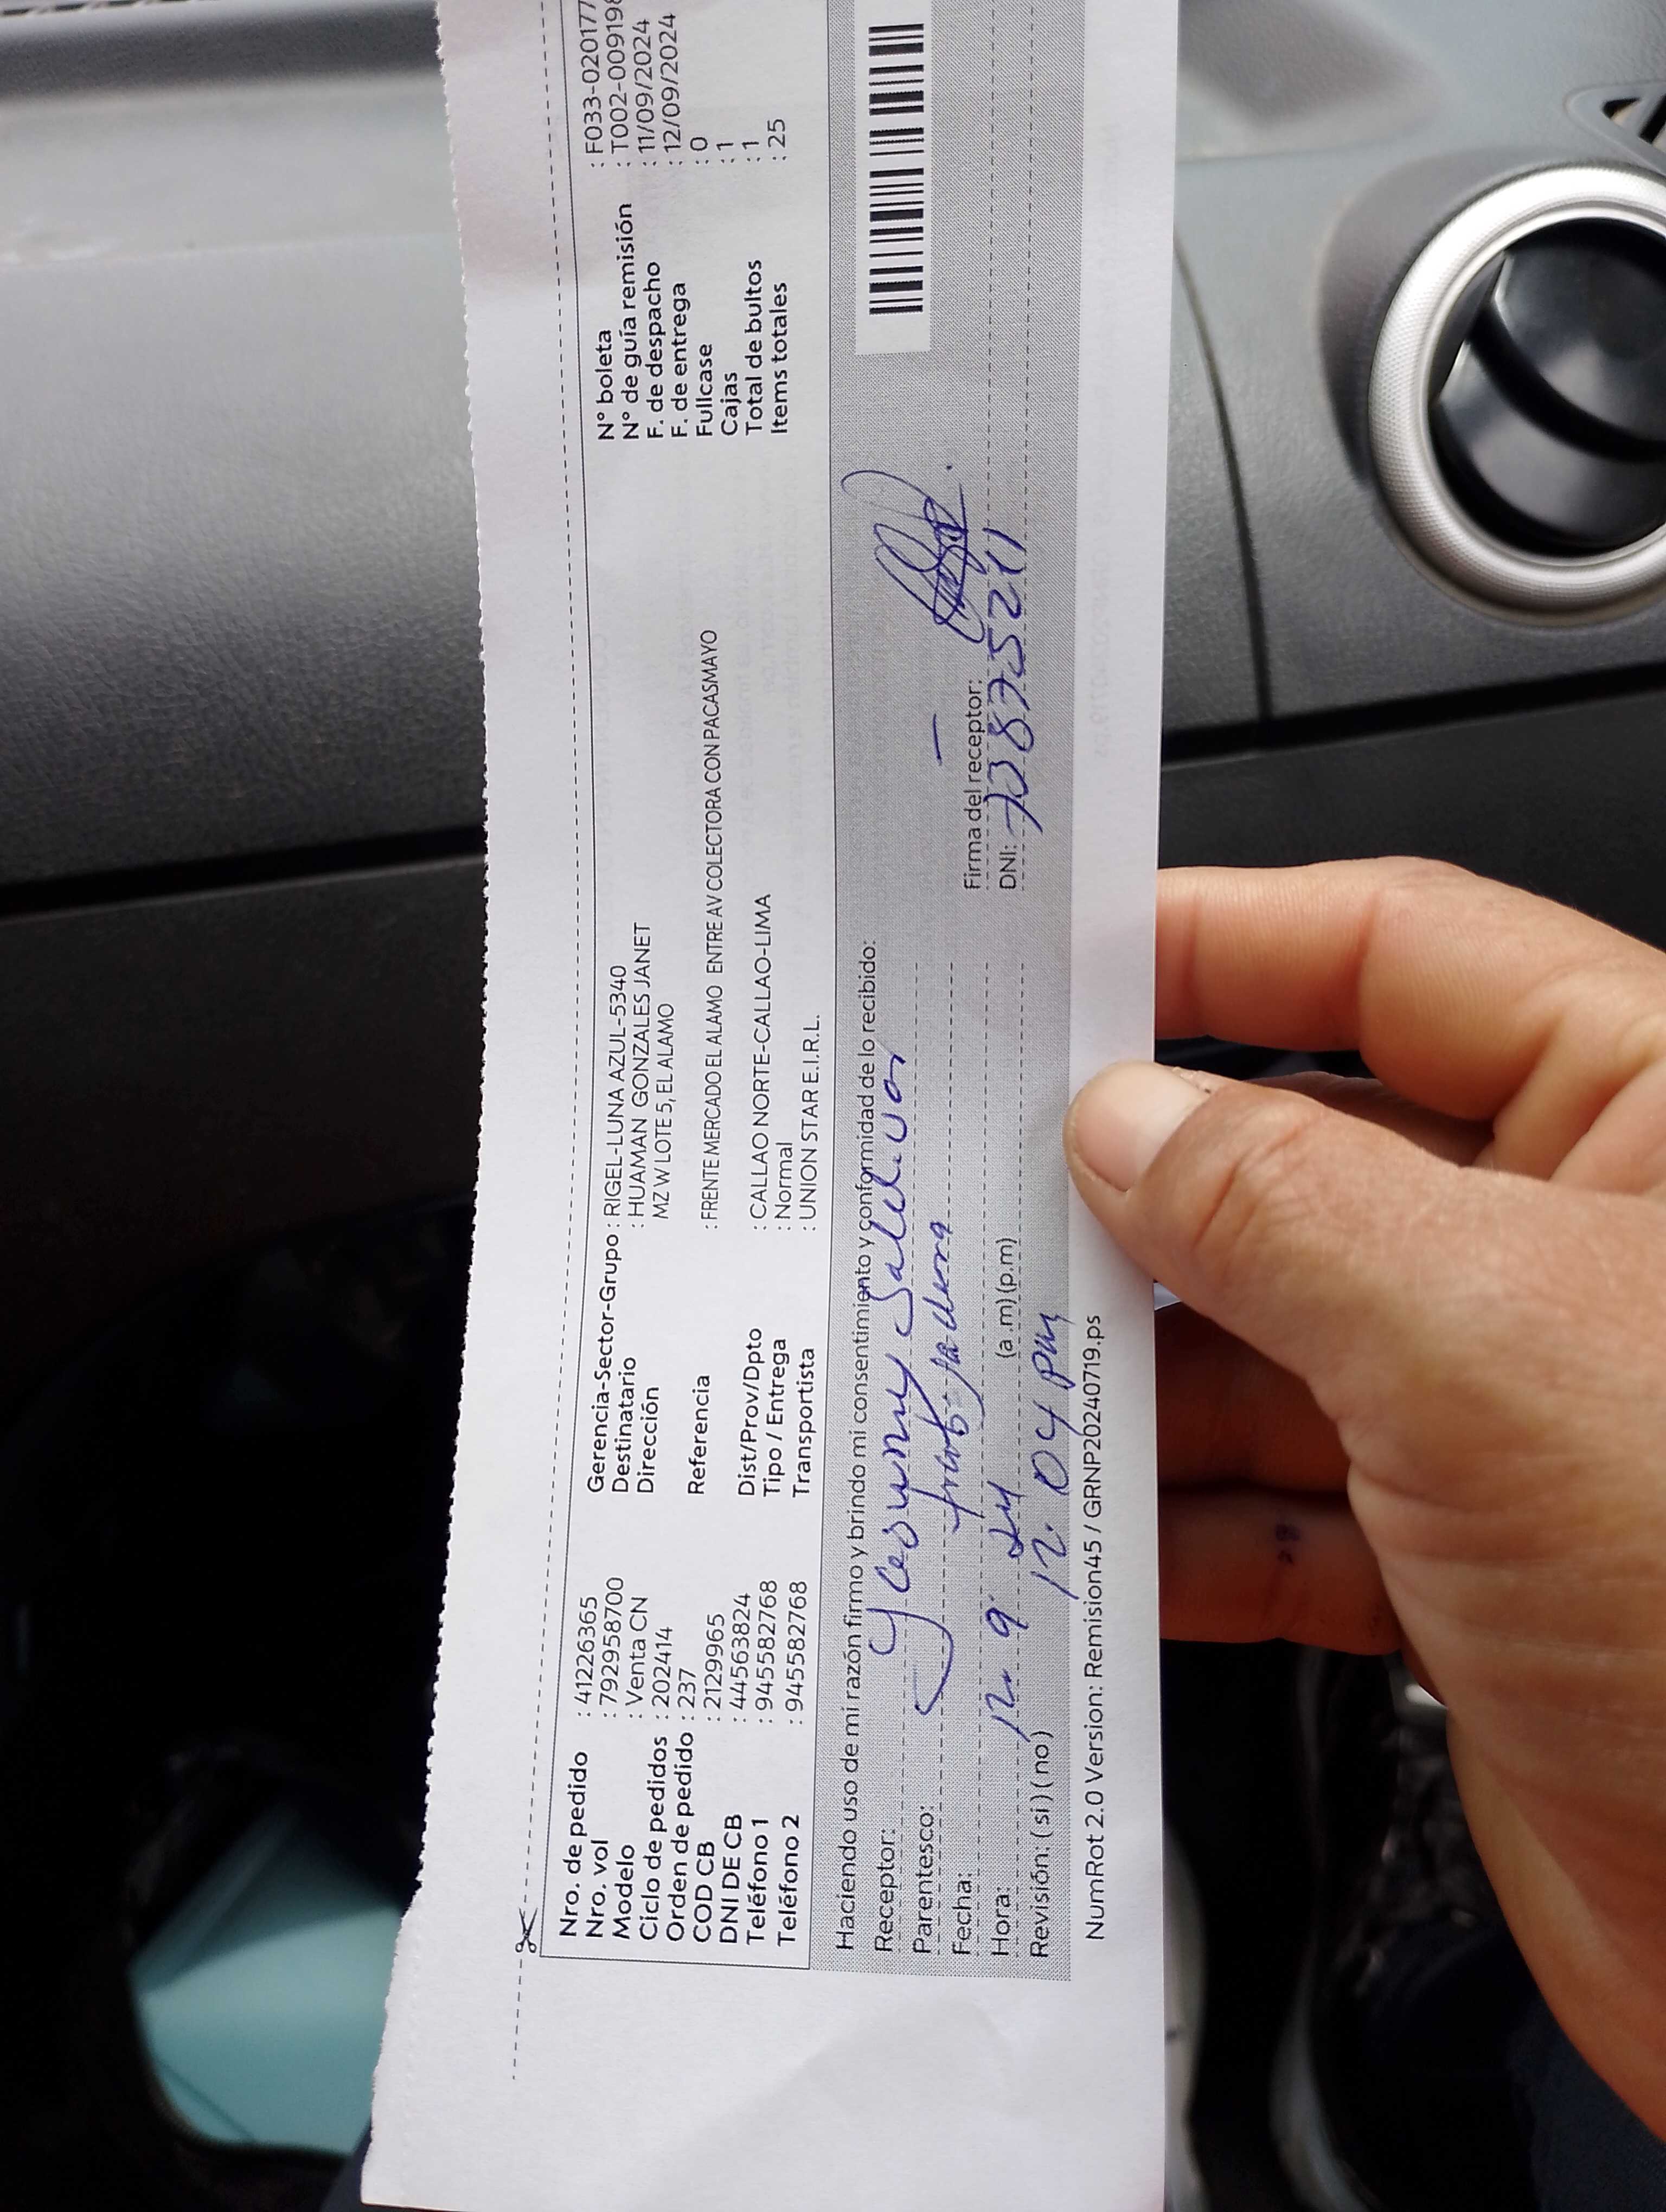 Nro. de pedido : 41226365
Nro. vol : 792958700
Modelo : Venta CN
Ciclo de pedidos : 202414
Orden de pedido : 237
COD CB : 2129965
DNI DE CB : 44563824
Teléfono 1 : 945582768
Teléfono 2 : 945582768
Gerencia-Sector-Grupo : RIGEL-LUNA AZUL-5340
Destinatario : HUAMAN GONZALES JANET
Dirección MZ W LOTE 5, EL ALAMO
Referencia : FRENTE MERCADO EL ALAMO ENTRE AV COLECTORA CON PACASMAYO
Dist/Prov/Dpto : CALLAO NORTE-CALLAO-LIMA
Tipo / Entrega : Normal
Transportista : UNION STAR E.I.R.L.
N° boleta : F033-020177
N° de guía remisión : T002-009198
F. de despacho : 11/09/2024
F. de entrega : 12/09/2024
Fullcase : 0
Cajas : 1
Total de bultos : 1
Items totales : 25
Haciendo uso de mi razón firmo y brindo mi consentimiento y conformidad de lo recibido:
Receptor:
Parentesco: trabajadora
Fecha: 12. 9. 24
Hora: 12. 04 pm (a.m) (p.m)
Revisión: ( si ) ( no )
Firma del receptor:
DNI: 70875241
NumRot 2.0 Version: Remision45 / GRNP20240719.ps